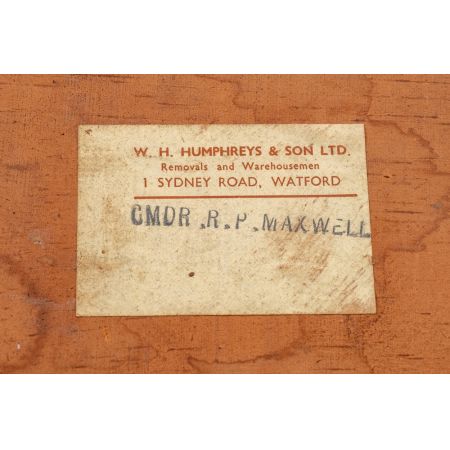 W. H. HUMPHREYS & SON LTD.
Removals and Warehousemen
1 SYDNEY ROAD, WATFORD
CMDR .R.P.MAXWELL